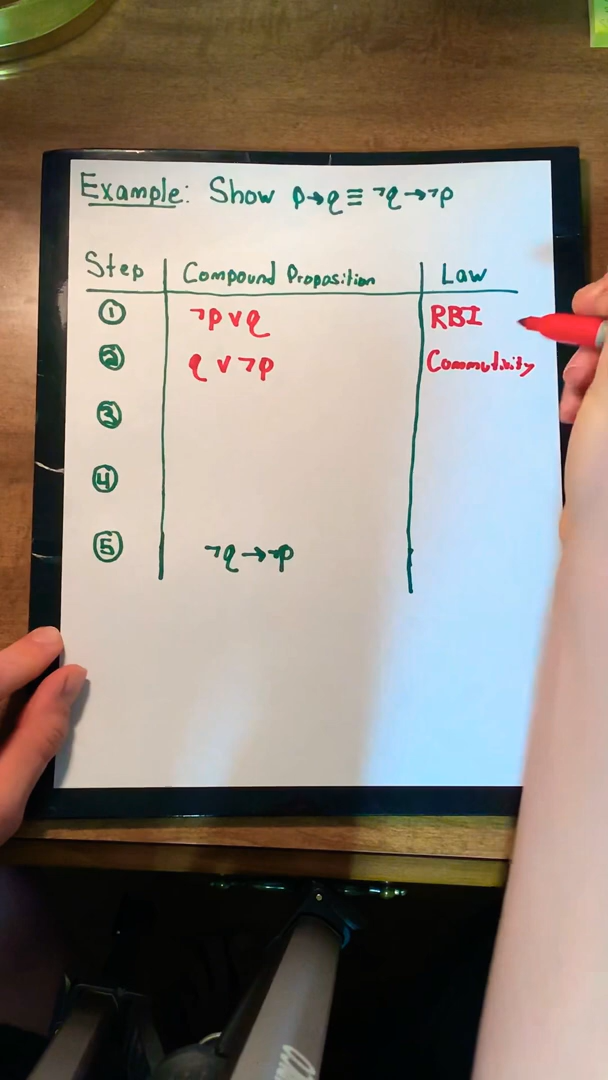 Example: Show p→q ≡ ¬q→¬p
Step Compound Proposition Law
① ¬p∨q RBI
② q∨¬p Commutivity
③
④
⑤ ¬q→¬p